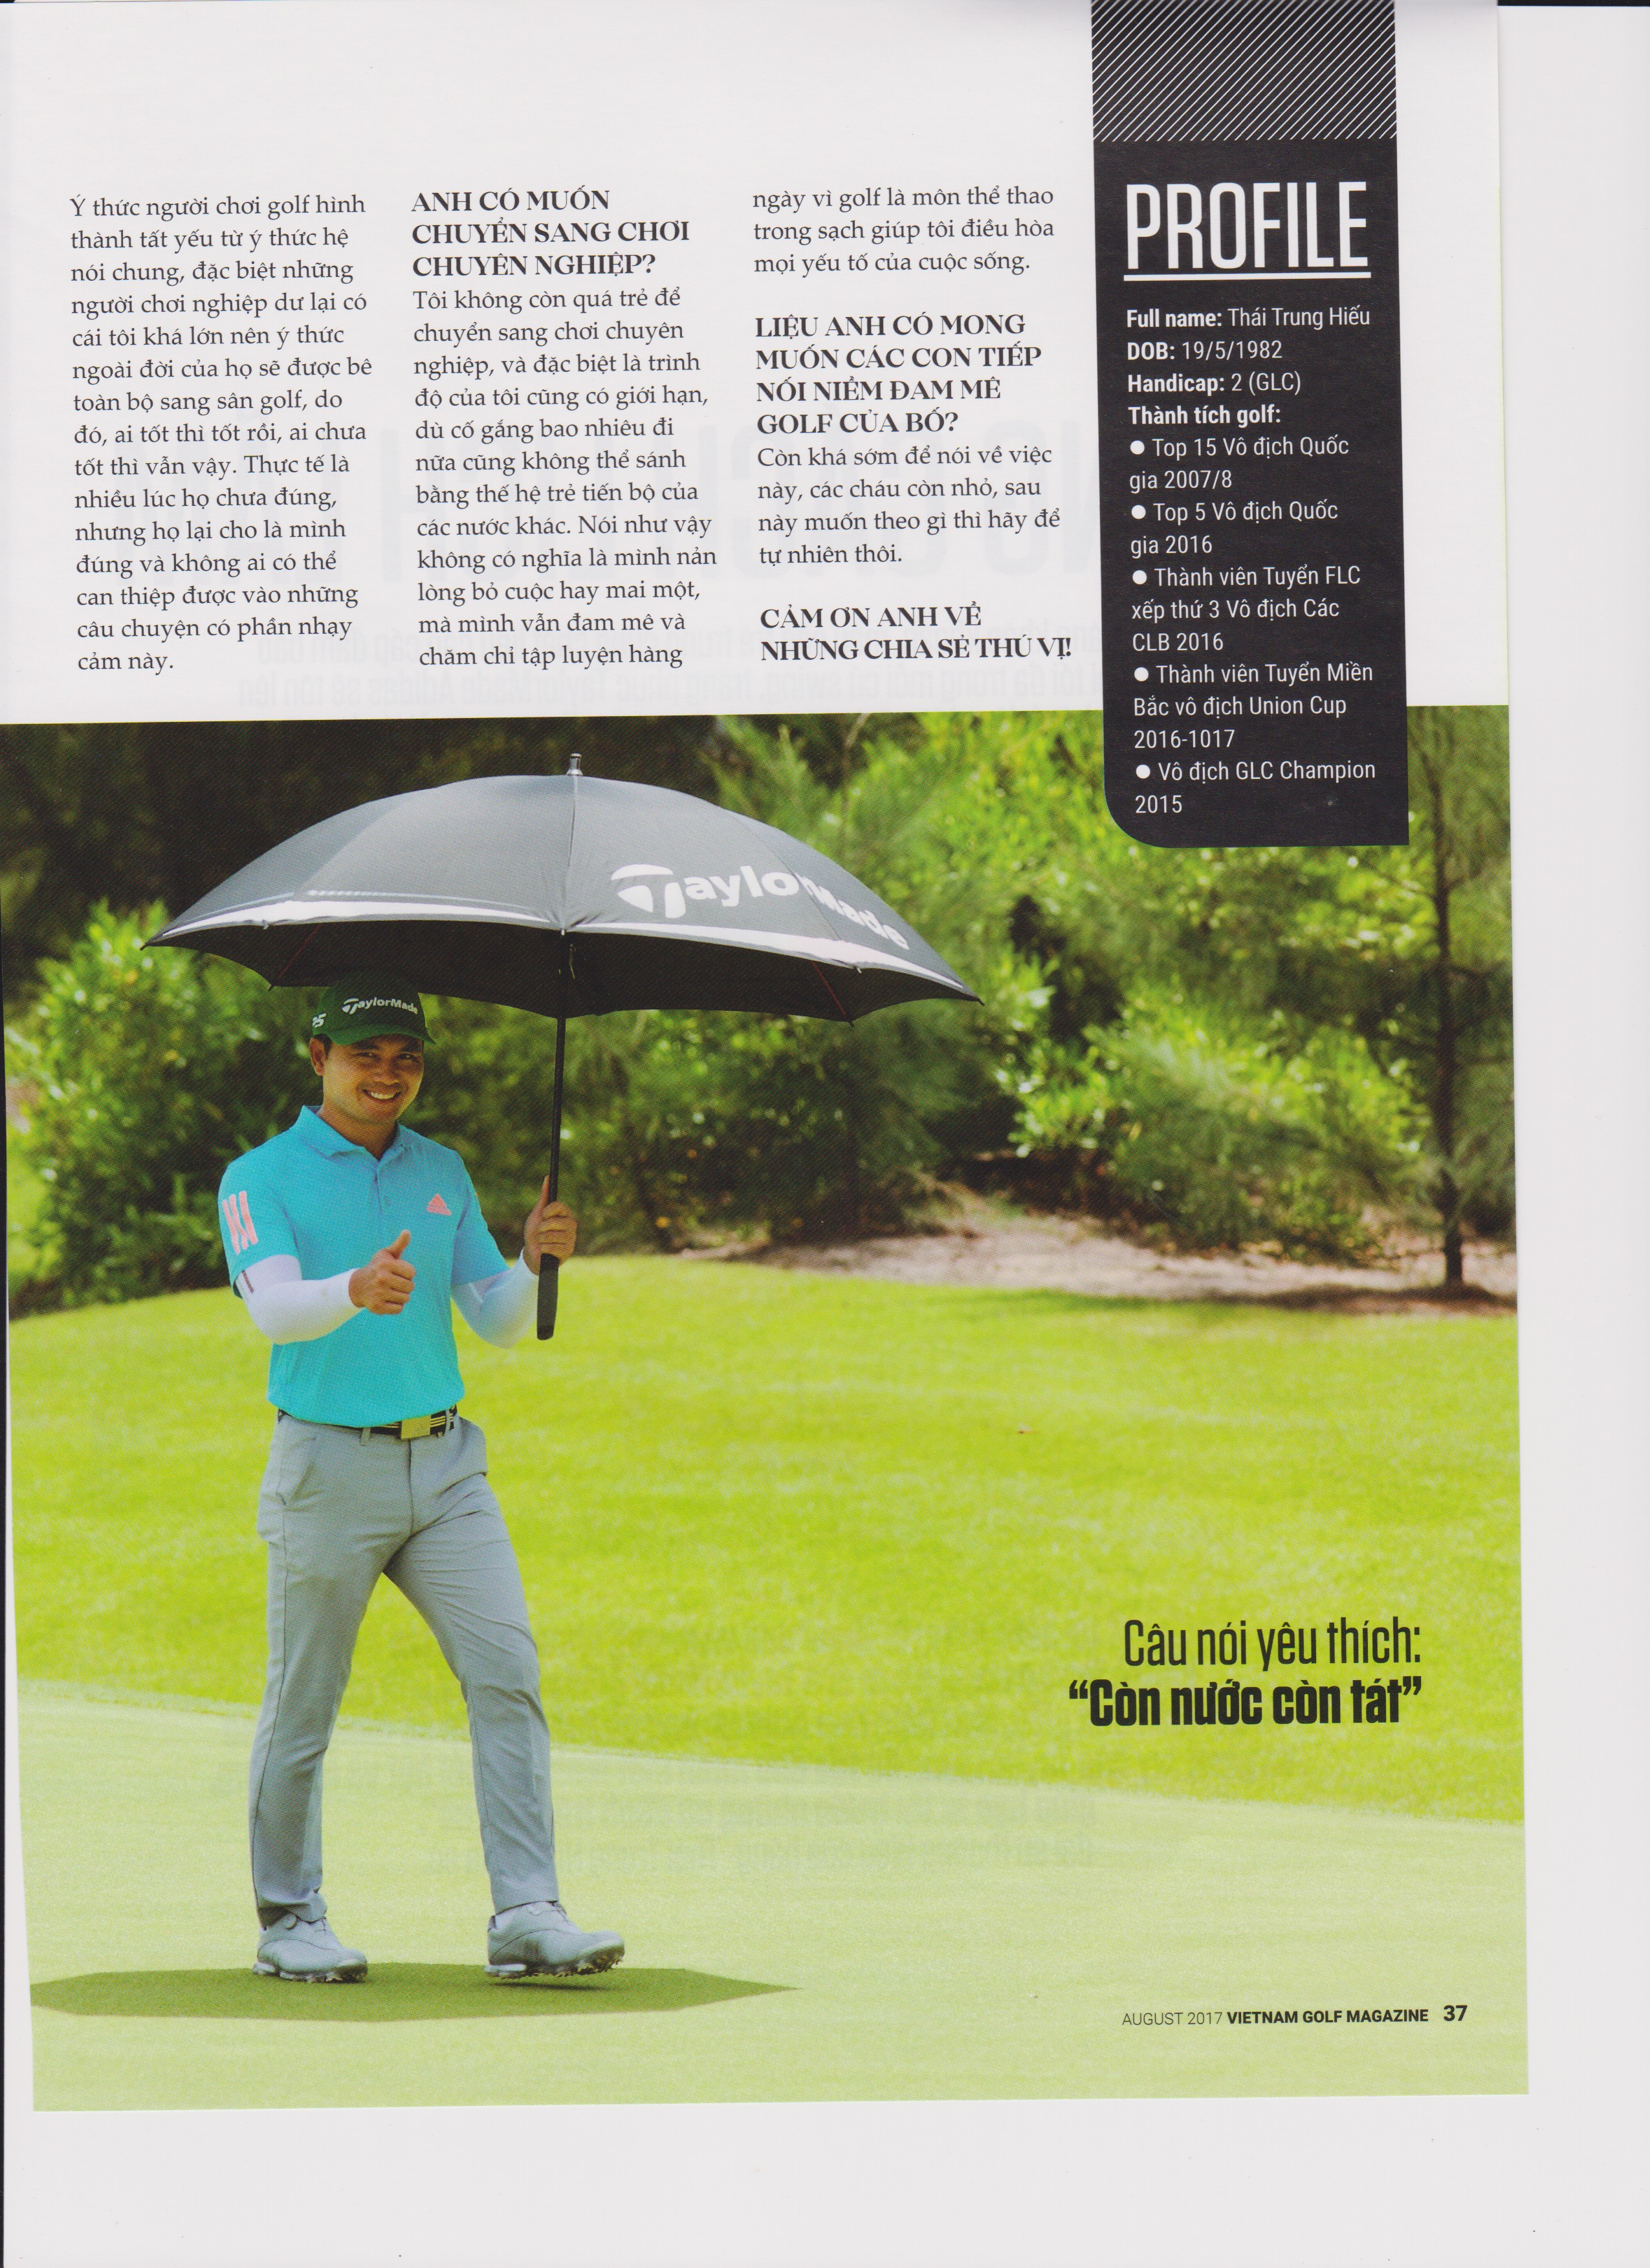 Ý thức người chơi golf hình
thành tất yếu từ ý thức hệ
nói chung, đặc biệt những
người chơi nghiệp dư lại có
cái tôi khá lớn nên ý thức
ngoài đời của họ sẽ được bê
toàn bộ sang sân golf, do
đó, ai tốt thì tốt rồi, ai chưa
tốt thì vẫn vậy. Thực tế là
nhiều lúc họ chưa đúng,
nhưng họ lại cho là mình
đúng và không ai có thể
can thiệp được vào những
câu chuyện có phần nhạy
cảm này.
ANH CÓ MUỐN
CHUYỂN SANG CHƠI
CHUYÊN NGHIỆP?
Tôi không còn quá trẻ để
chuyển sang chơi chuyên
nghiệp, và đặc biệt là trình
độ của tôi cũng có giới hạn,
dù cố gắng bao nhiêu đi
nữa cũng không thể sánh
bằng thế hệ trẻ tiến bộ của
các nước khác. Nói như vậy
không có nghĩa là mình nản
lòng bỏ cuộc hay mai một,
mà mình vẫn đam mê và
chăm chỉ tập luyện hàng
ngày vì golf là môn thể thao
trong sạch giúp tôi điều hòa
mọi yếu tố của cuộc sống.
LIỆU ANH CÓ MONG
MUỐN CÁC CON TIẾP
NỐI NIỀM ĐAM MÊ
GOLF CỦA BỐ?
Còn khá sớm để nói về việc
này, các cháu còn nhỏ, sau
này muốn theo gì thì hãy để
tự nhiên thôi.
CẢM ƠN ANH VỀ
NHỮNG CHIA SẺ THÚ VỊ!
PROFILE
Full name: Thái Trung Hiếu
DOB: 19/5/1982
Handicap: 2 (GLC)
Thành tích golf:
● Top 15 Vô địch Quốc
gia 2007/8
● Top 5 Vô địch Quốc
gia 2016
● Thành viên Tuyển FLC
xếp thứ 3 Vô địch Các
CLB 2016
● Thành viên Tuyển Miền
Bắc vô địch Union Cup
2016-1017
● Vô địch GLC Champion
2015
TaylorMade
TaylorMade
Câu nói yêu thích:
“Còn nước còn tát”
AUGUST 2017 VIETNAM GOLF MAGAZINE 37